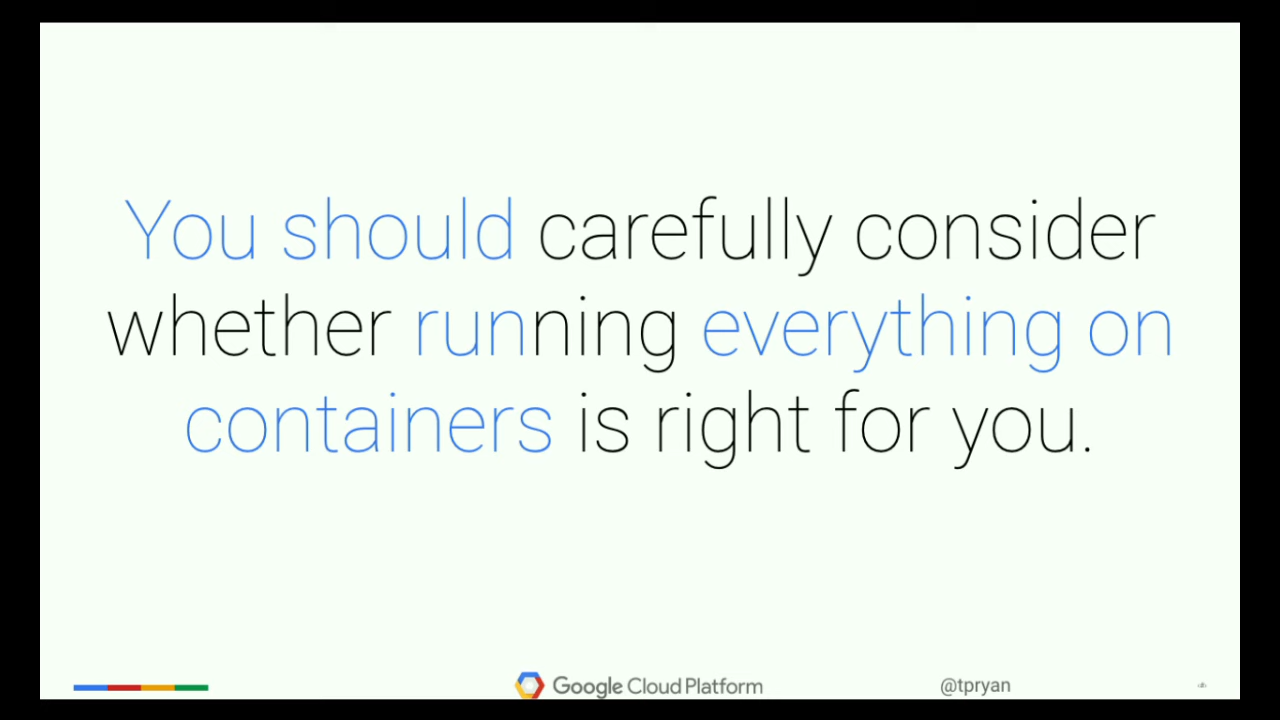 You should carefully consider
whether running everything on
containers is right for you.
Google Cloud Platform
@tpryan